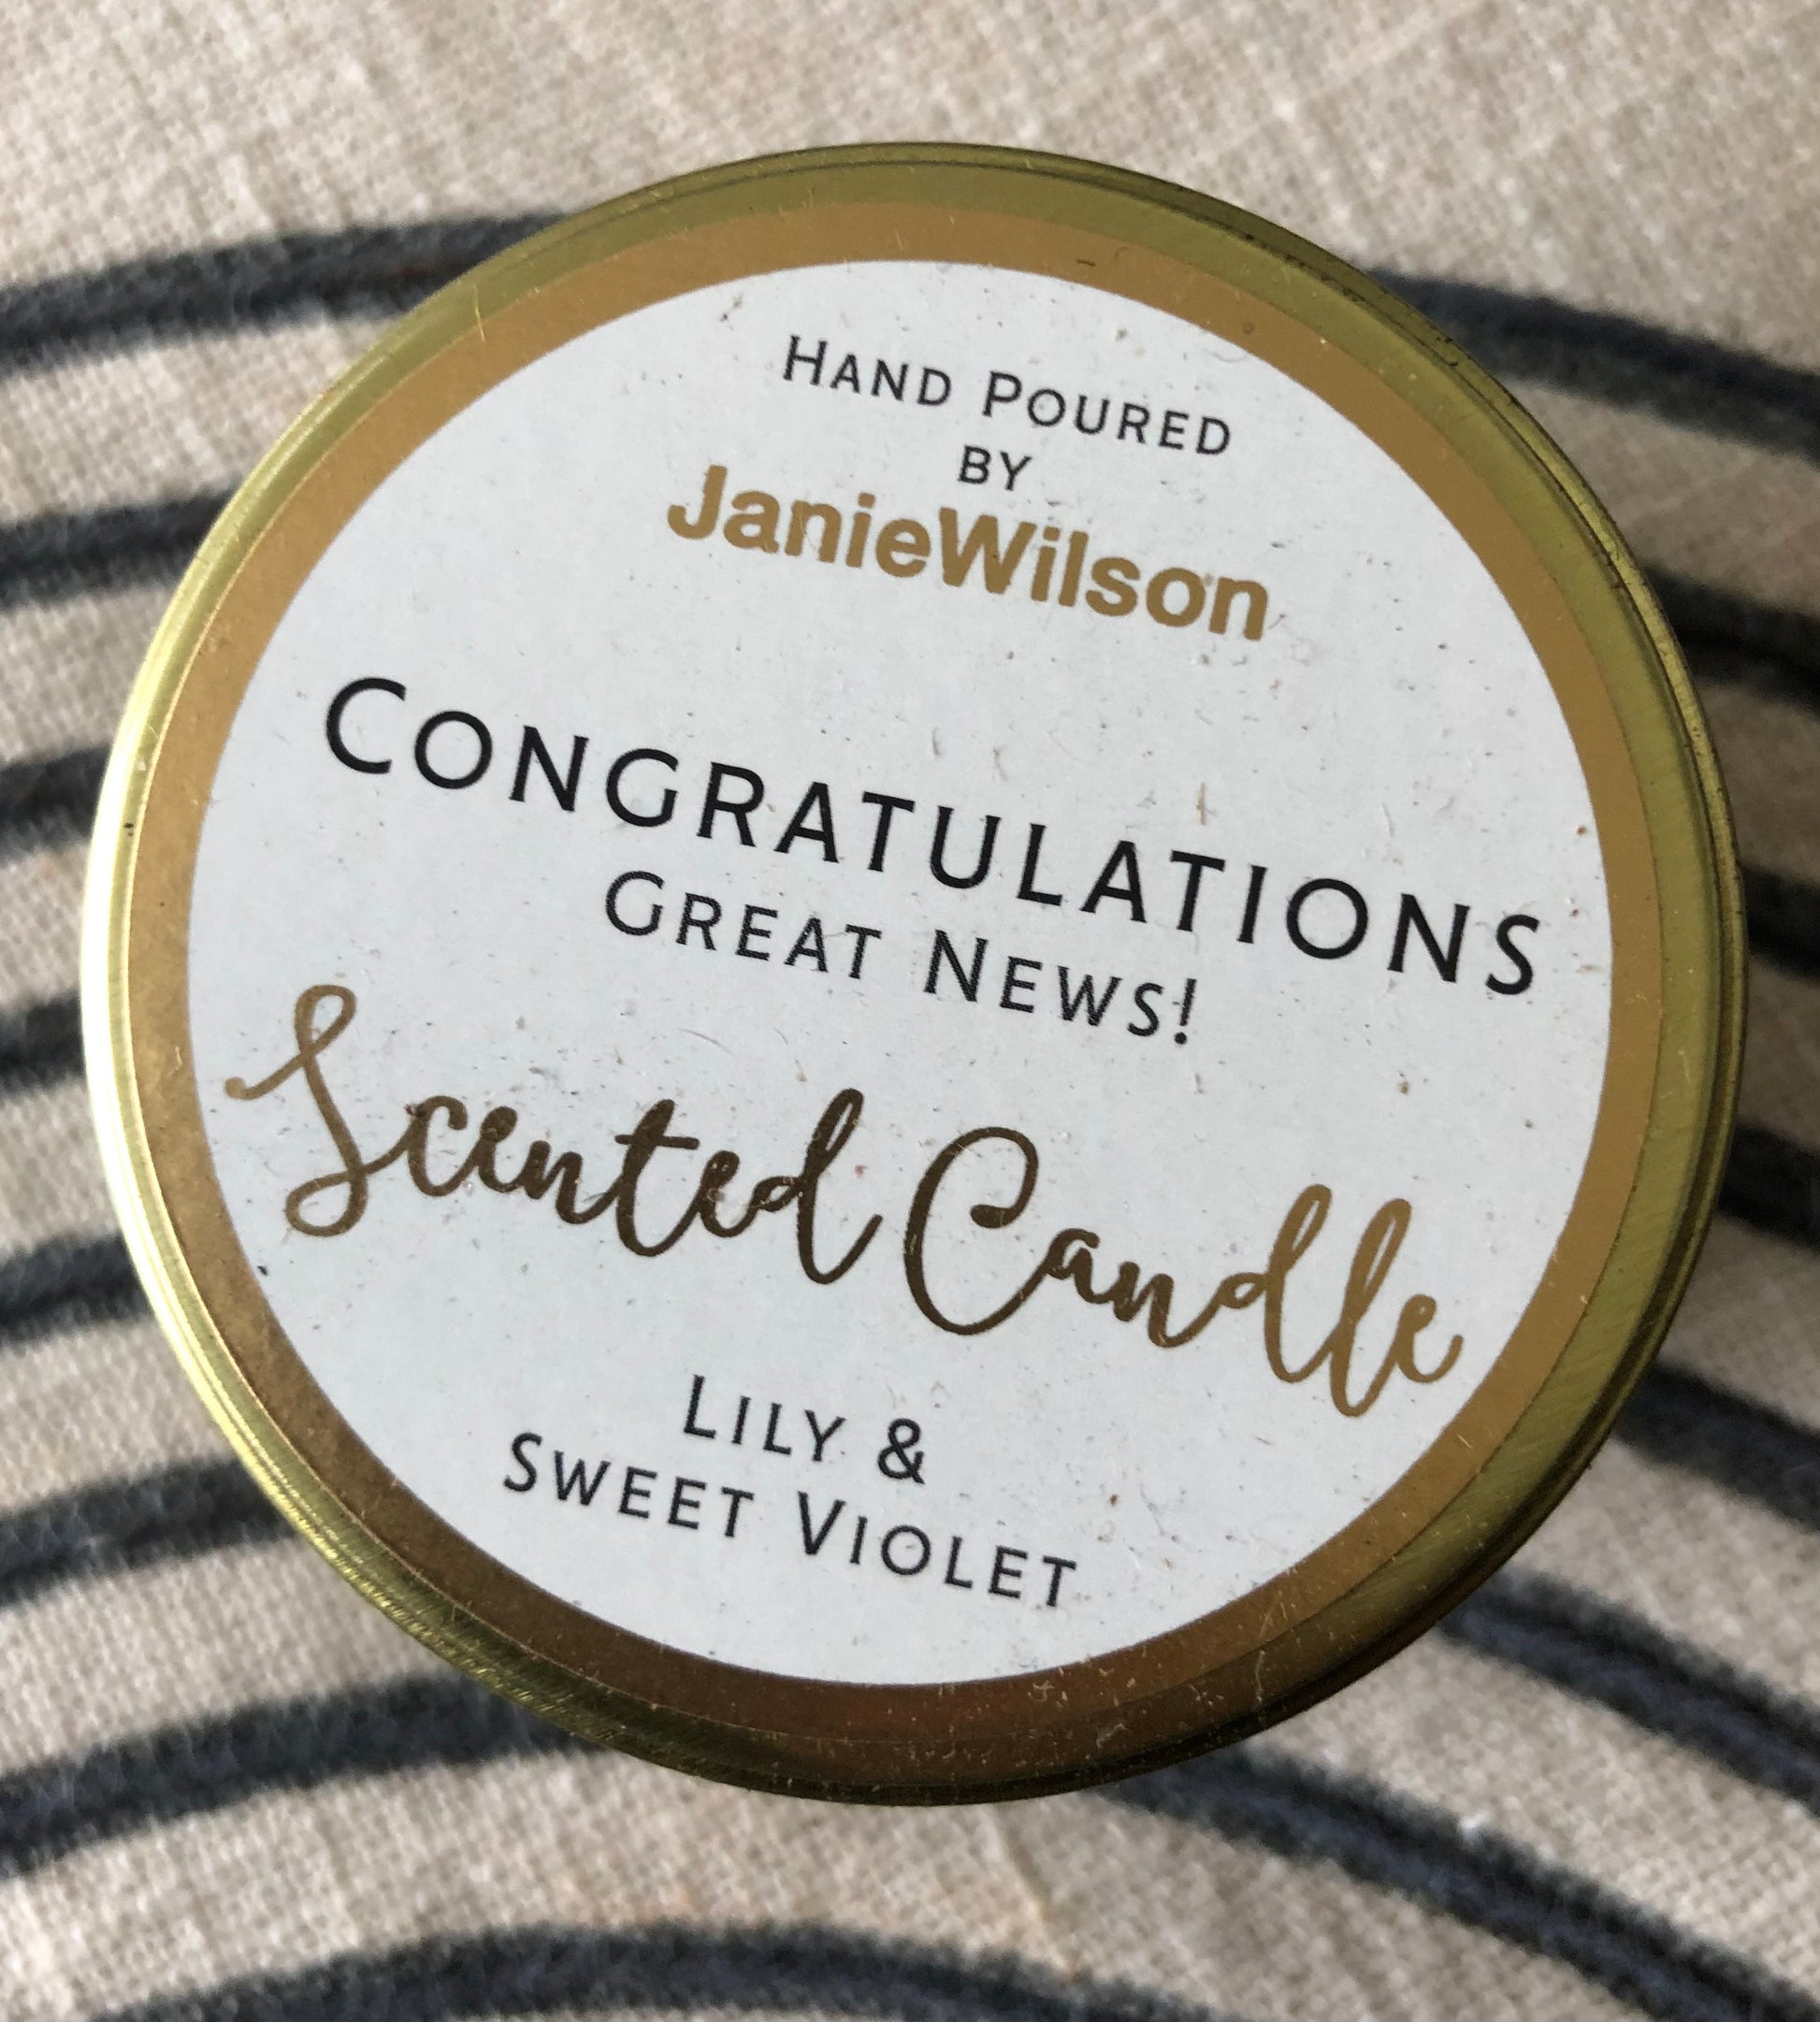 HAND POURED
BY
JanieWilson
CONGRATULATIONS
GREAT NEWS!
Scented Candle
LILY &
SWEET VIOLET